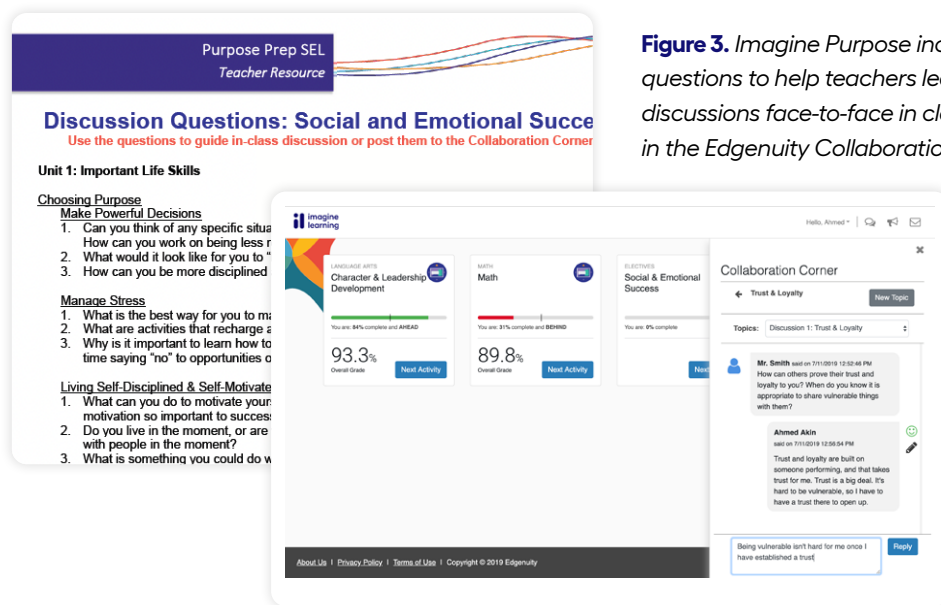 Purpose Prep SEL
Teacher Resource
Discussion Questions: Social and Emotional Succe
Use the questions to guide in-class discussion or post them to the Collaboration Corner
Unit 1: Important Life Skills
Choosing Purpose
Make Powerful Decisions
1. Can you think of any specific situa
How can you work on being less r
2. What would it look like for you to "
3. How can you be more disciplined
Manage Stress
1. What is the best way for you to ma
2. What are activities that recharge a
3. Why is it important to learn how to
time saying "no" to opportunities o
Living Self-Disciplined & Self-Motivate
1. What can you do to motivate your
motivation so important to succes
2. Do you live in the moment, or are
with people in the moment?
3. What is something you could do w
Figure 3. Imagine Purpose inc
questions to help teachers lea
discussions face-to-face in cla
in the Edgenuity Collaboratio
imagine
learning
Hello, Ahmed
LANGUAGE ARTS
Character & Leadership
Development
You are: 84% complete and AHEAD
93.3%
Overall Grade
Next Activity
MATH
Math
You are: 31% complete and BEHIND
89.8%
Overall Grade
Next Activity
ELECTIVES
Social & Emotional
Success
You are: 0% complete
Nex
Collaboration Corner
Trust & Loyalty
New Topic
Topics: Discussion 1: Trust & Loyalty
Mr. Smith said on 7/11/2019 12:52:46 PM
How can others prove their trust and
loyalty to you? When do you know it is
appropriate to share vulnerable things
with them?
Ahmed Akin
said on 7/11/2019 12:56:54 PM
Trust and loyalty are built on
someone performing, and that takes
trust for me. Trust is a big deal. It's
hard to be vulnerable, so I have to
have a trust there to open up.
Being vulnerable isn't hard for me once I
have established a trust
Reply
About Us | Privacy Policy | Terms of Use | Copyright © 2019 Edgenuity